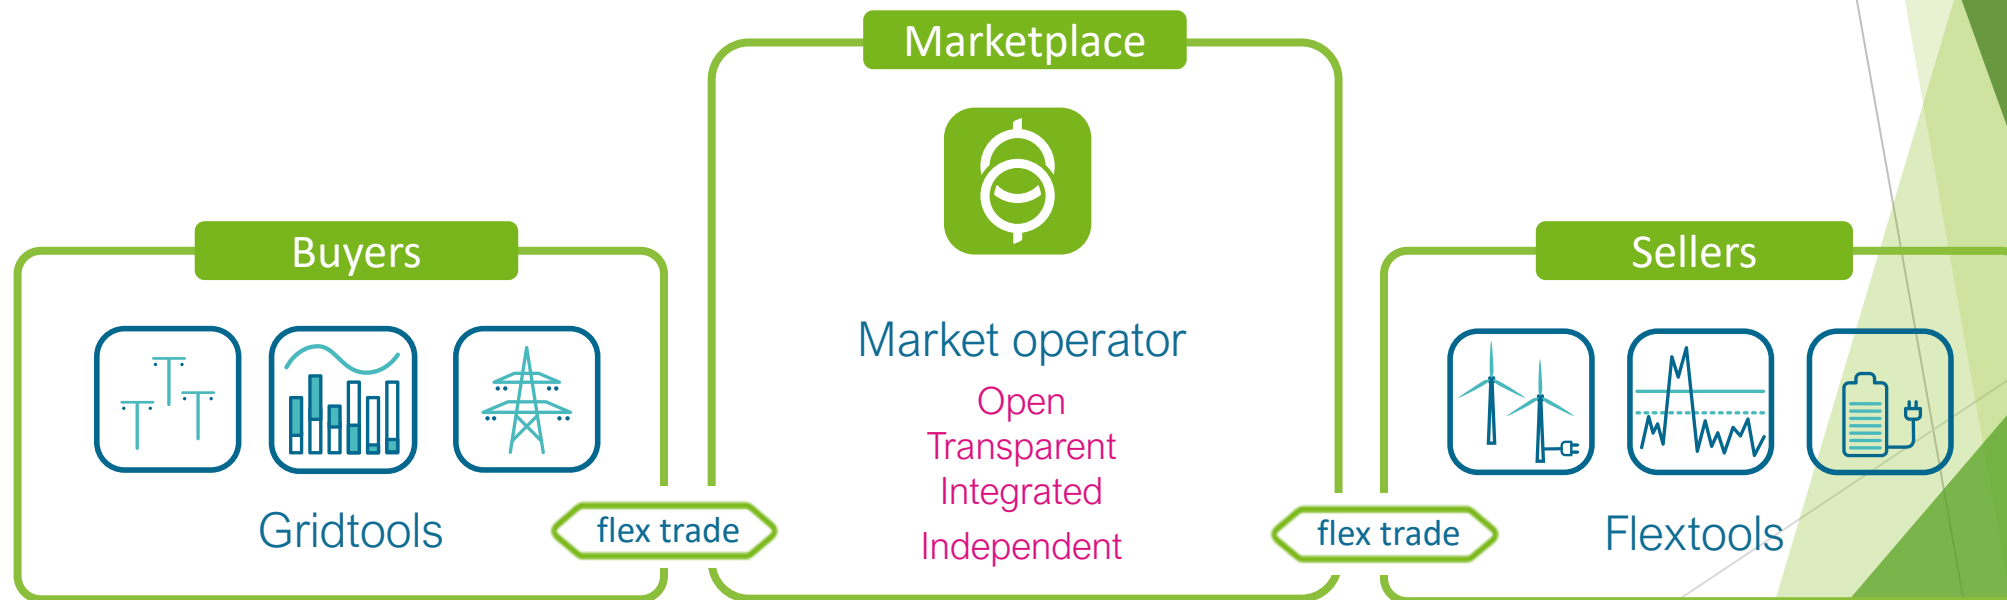 Marketplace
Buyers
Sellers
Market operator
Open
Transparent
Integrated
Independent
Gridtools
flex trade
flex trade
Flextools